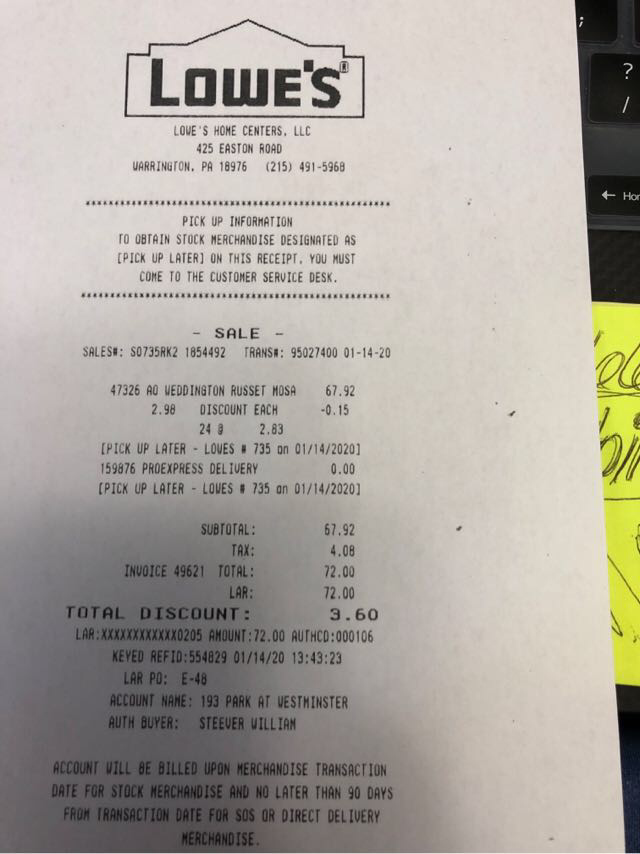 LOWE'S®
LOWE'S HOME CENTERS, LLC
425 EASTON ROAD
WARRINGTON, PA 18976 (215) 491-5968
******************************************************
PICK UP INFORMATION
TO OBTAIN STOCK MERCHANDISE DESIGNATED AS
[PICK UP LATER] ON THIS RECEIPT, YOU MUST
COME TO THE CUSTOMER SERVICE DESK.
******************************************************
- SALE -
SALES#: S0735RK2 1854492 TRANS#: 95027400 01-14-20
47326 AO WEDDINGTON RUSSET MOSA 67.92
2.98 DISCOUNT EACH -0.15
24 @ 2.83
[PICK UP LATER - LOWES # 735 on 01/14/2020]
159876 PROEXPRESS DELIVERY 0.00
[PICK UP LATER - LOWES # 735 on 01/14/2020]
SUBTOTAL: 67.92
TAX: 4.08
INVOICE 49621 TOTAL: 72.00
LAR: 72.00
TOTAL DISCOUNT: 3.60
LAR:XXXXXXXXXXXX0205 AMOUNT:72.00 AUTHCD:000106
KEYED REFID:554829 01/14/20 13:43:23
LAR PO: E-48
ACCOUNT NAME: 193 PARK AT WESTMINSTER
AUTH BUYER: STEEVER WILLIAM
ACCOUNT WILL BE BILLED UPON MERCHANDISE TRANSACTION
DATE FOR STOCK MERCHANDISE AND NO LATER THAN 90 DAYS
FROM TRANSACTION DATE FOR SOS OR DIRECT DELIVERY
MERCHANDISE.
;
?
/
← Hom